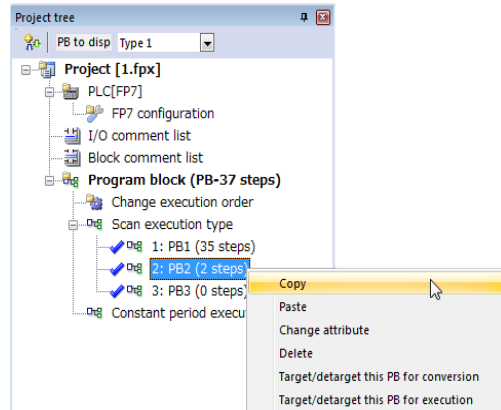 Project tree
PB to disp Type 1
Project [1.fpx]
PLC[FP7]
FP7 configuration
I/O comment list
Block comment list
Program block (PB-37 steps)
Change execution order
Scan execution type
1: PB1 (35 steps)
2: PB2 (2 steps)
3: PB3 (0 steps)
Constant period execu
Copy
Paste
Change attribute
Delete
Target/detarget this PB for conversion
Target/detarget this PB for execution